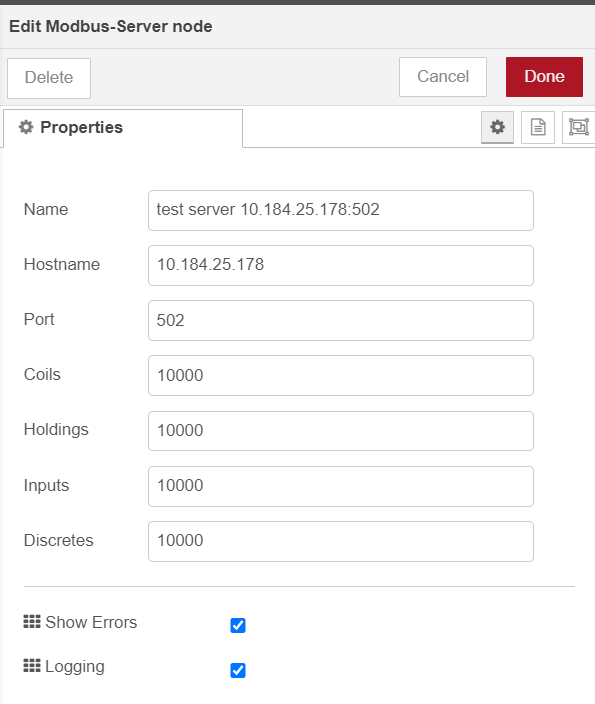 Edit Modbus-Server node
Delete
Cancel
Done
Properties
Name
test server 10.184.25.178:502
Hostname
10.184.25.178
Port
502
Coils
10000
Holdings
10000
Inputs
10000
Discretes
10000
Show Errors
Logging